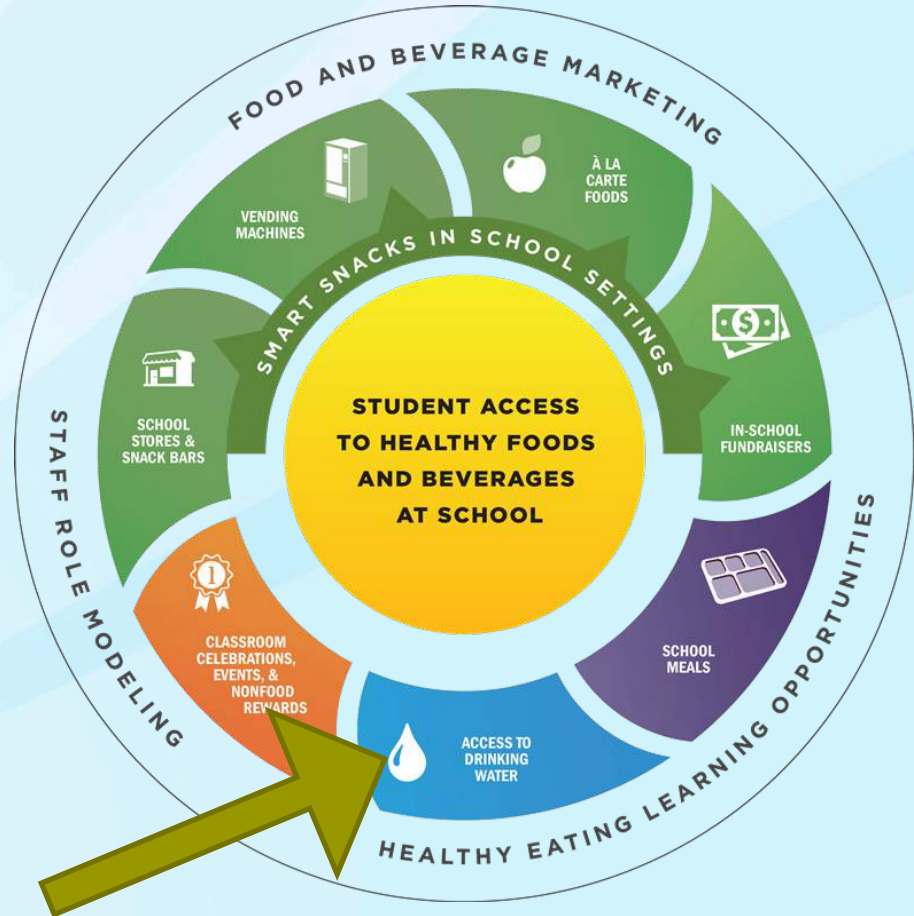 FOOD AND BEVERAGE MARKETING
VENDING
MACHINES
À LA
CARTE
FOODS
SMART SNACKS IN SCHOOL SETTINGS
SCHOOL
STORES &
SNACK BARS
IN-SCHOOL
FUNDRAISERS
STUDENT ACCESS
TO HEALTHY FOODS
AND BEVERAGES
AT SCHOOL
1
CLASSROOM
CELEBRATIONS,
EVENTS, &
NONFOOD
REWARDS
SCHOOL
MEALS
ACCESS TO
DRINKING
WATER
STAFF ROLE MODELING
HEALTHY EATING LEARNING OPPORTUNITIES
$